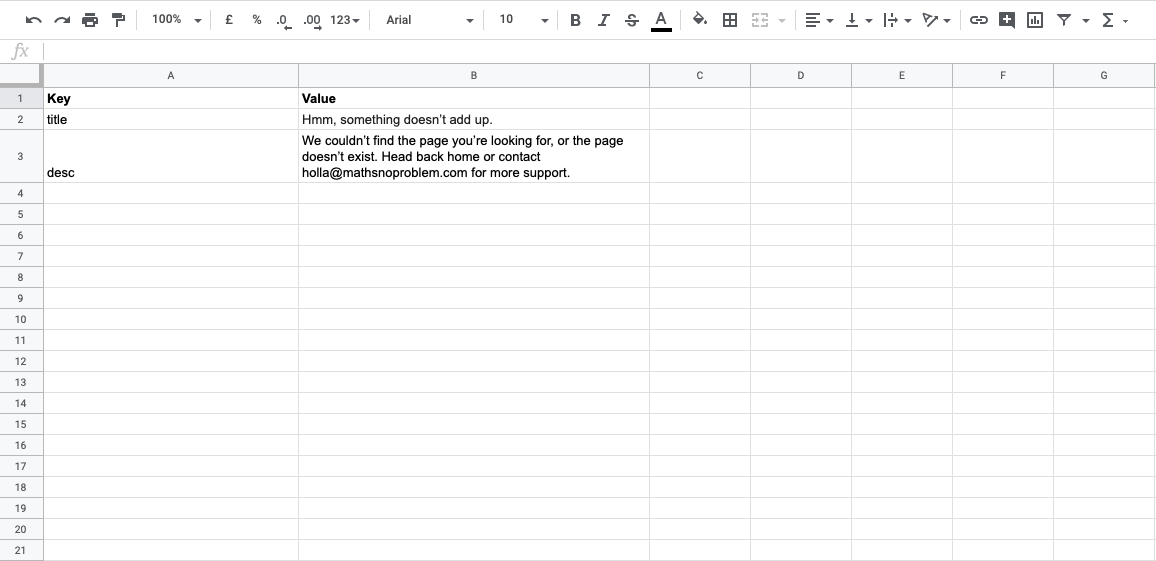 100% £ % .0 .00 123 Arial 10 B I S A
fx
A B C D E F G
1 Key Value
2 title Hmm, something doesn’t add up.
We couldn’t find the page you’re looking for, or the page
3 doesn’t exist. Head back home or contact
desc holla@mathsnoproblem.com for more support.
4
5
6
7
8
9
10
11
12
13
14
15
16
17
18
19
20
21